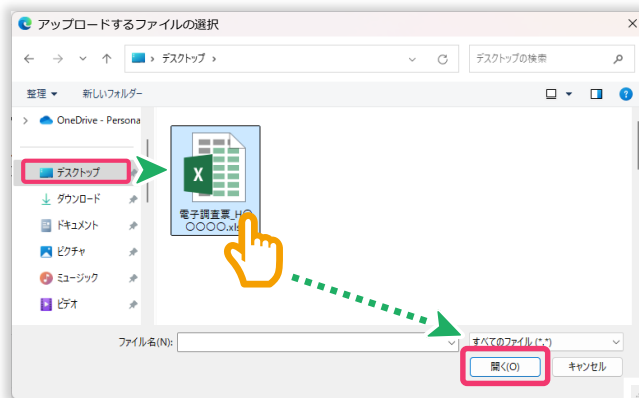 アップロードするファイルの選択
デスクトップ
デスクトップの検索
整理
新しいフォルダー
OneDrive - Persona
デスクトップ
ダウンロード
ドキュメント
ピクチャ
ミュージック
ビデオ
X
電子調査票_H〇
〇〇〇〇.xls
ファイル名(N):
すべてのファイル (*.*)
開く(O)
キャンセル